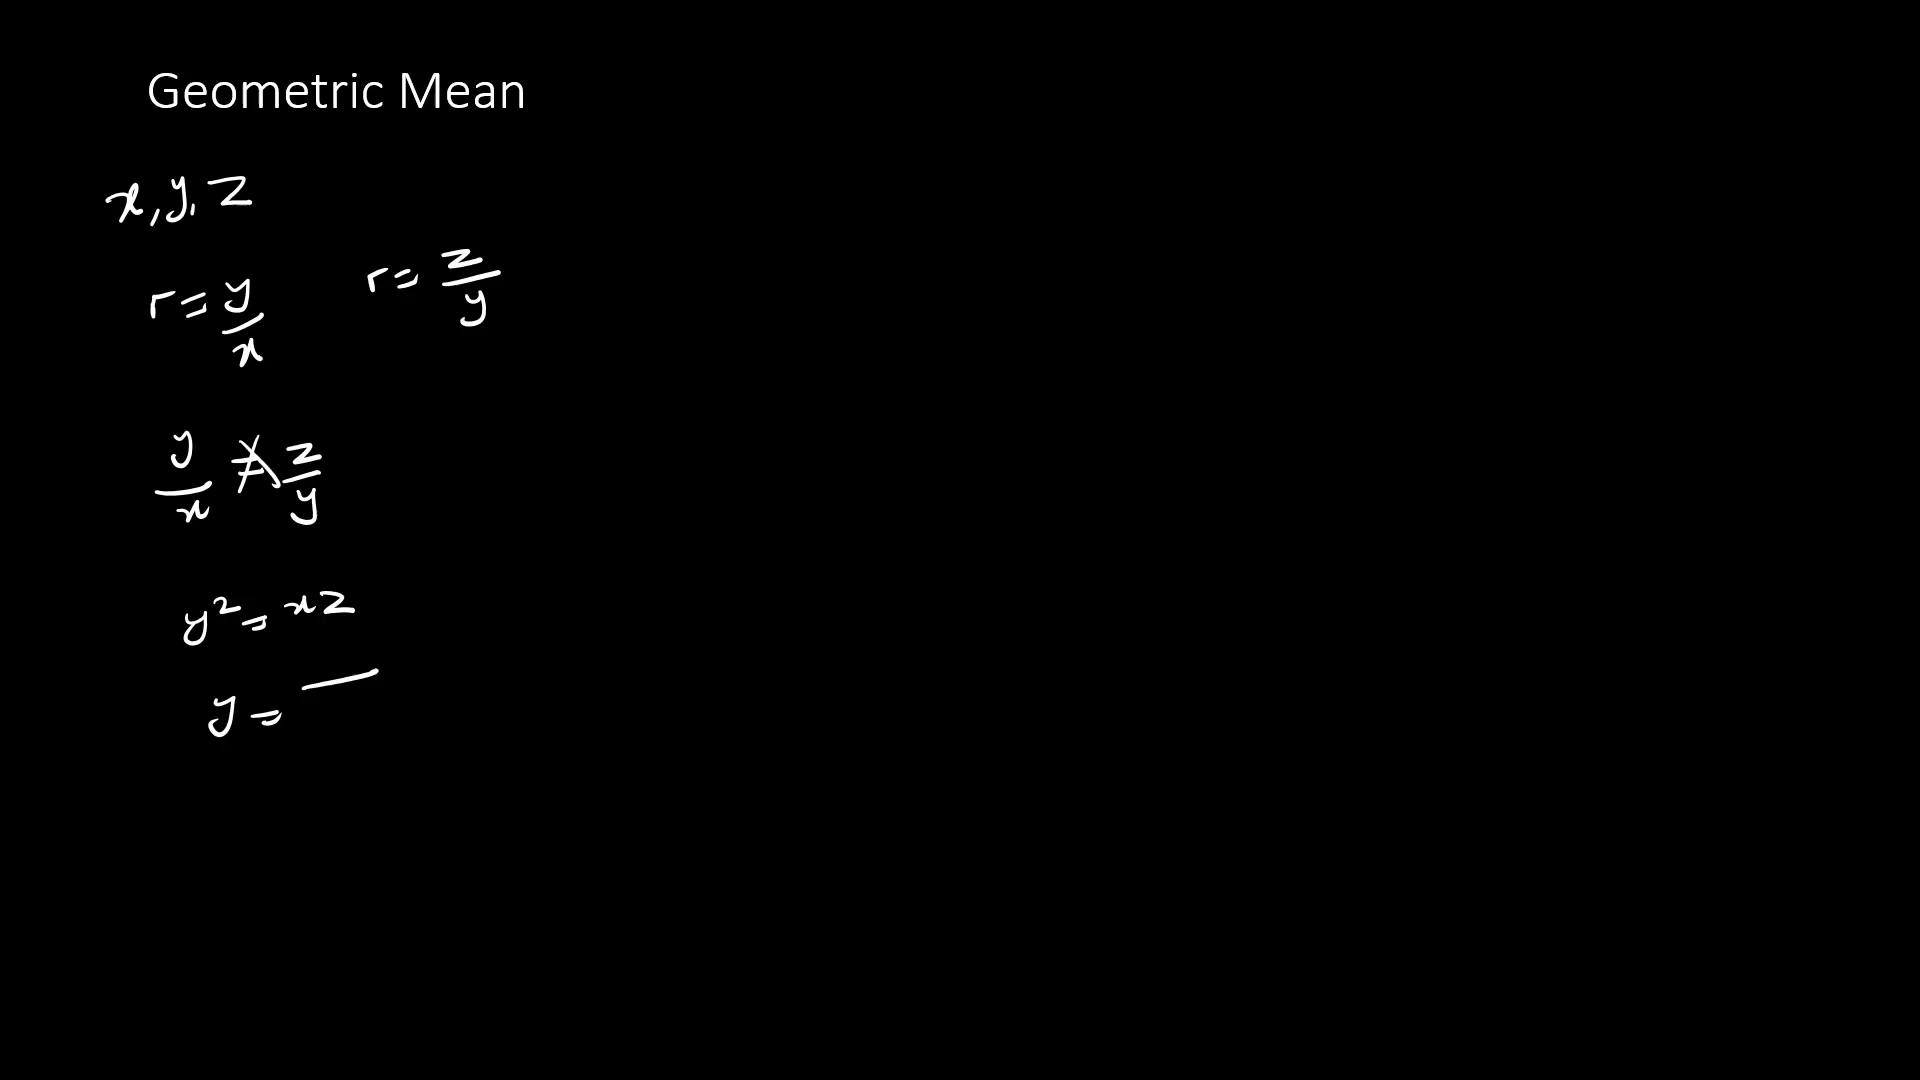 Geometric Mean
x, y, z
r = y/x r = z/y
y/x = z/y
y² = xz
y =